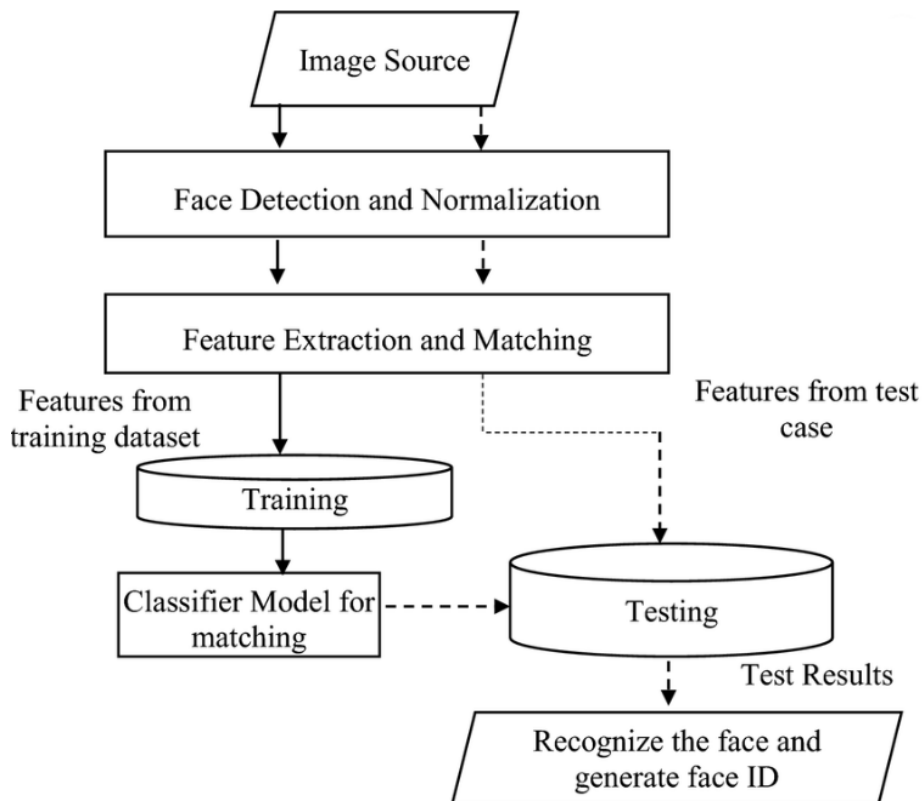 Image Source
Face Detection and Normalization
Feature Extraction and Matching
Features from
training dataset
Features from test
case
Training
Classifier Model for
matching
Testing
Test Results
Recognize the face and
generate face ID